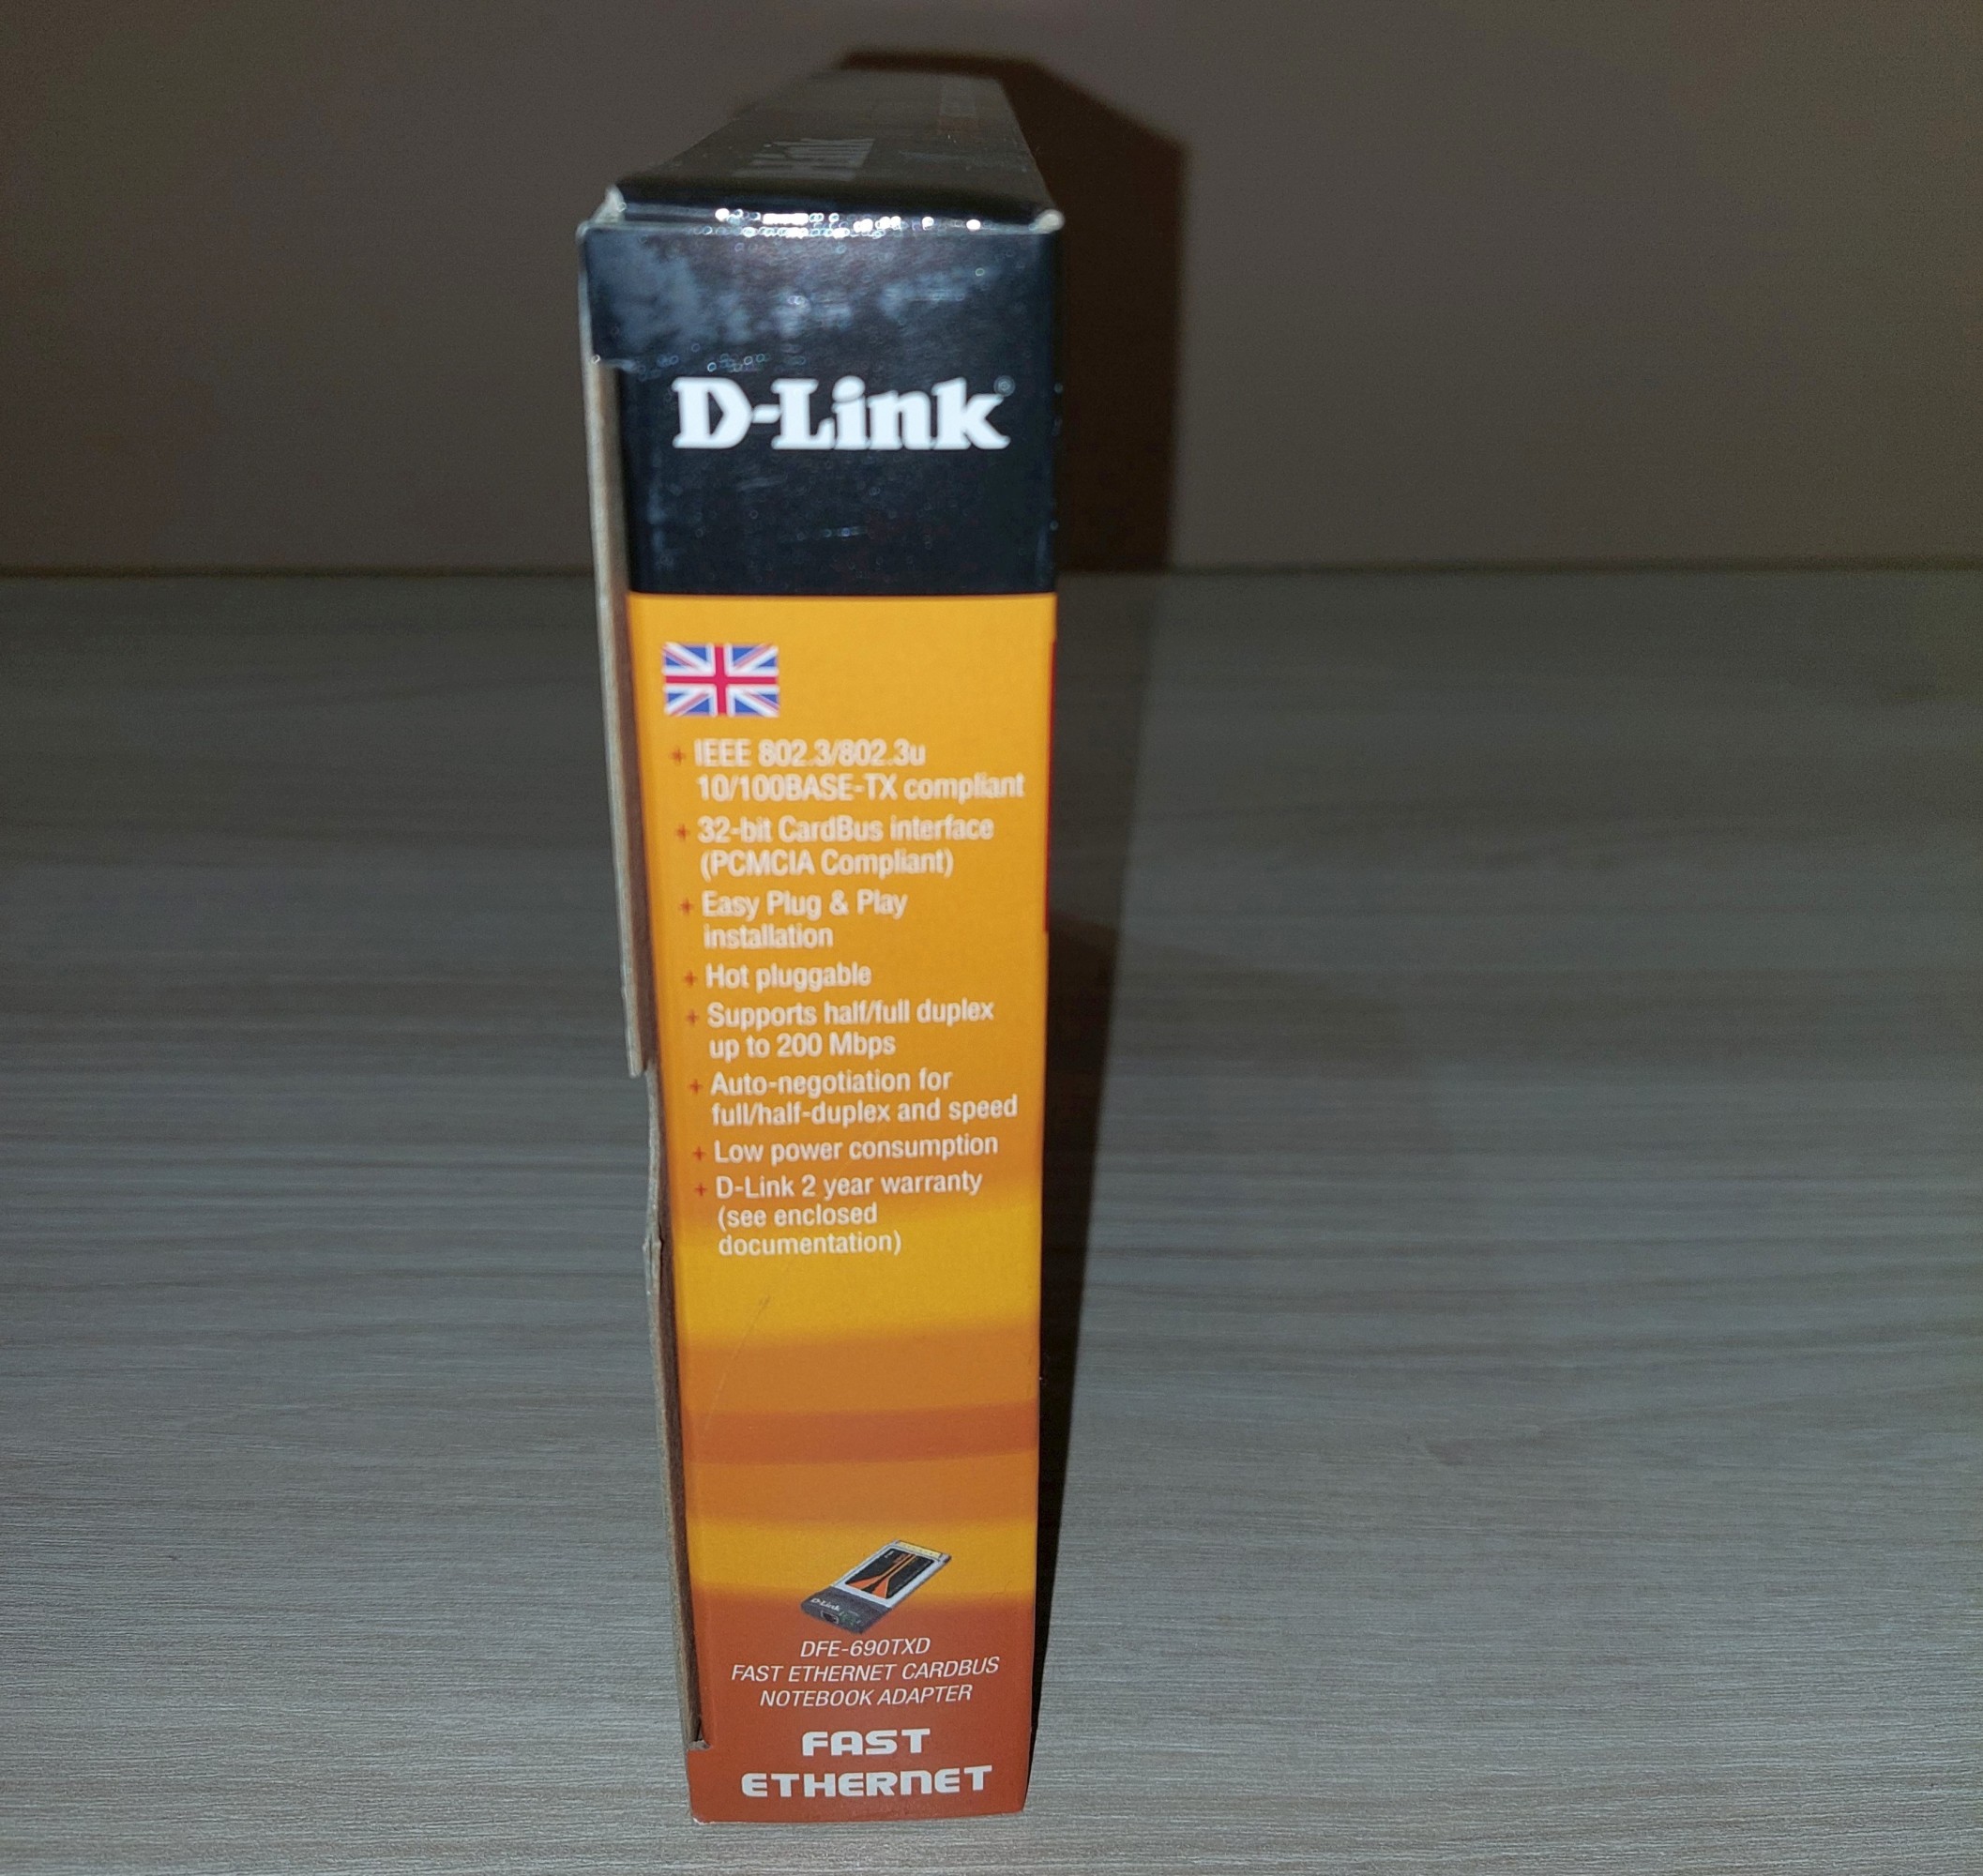 D-Link®
+ IEEE 802.3/802.3u
10/100BASE-TX compliant
+ 32-bit CardBus interface
(PCMCIA Compliant)
+ Easy Plug & Play
installation
+ Hot pluggable
+ Supports half/full duplex
up to 200 Mbps
+ Auto-negotiation for
full/half-duplex and speed
+ Low power consumption
+ D-Link 2 year warranty
(see enclosed
documentation)
D-Link
DFE-690TXD
FAST ETHERNET CARDBUS
NOTEBOOK ADAPTER
FAST
ETHERNET